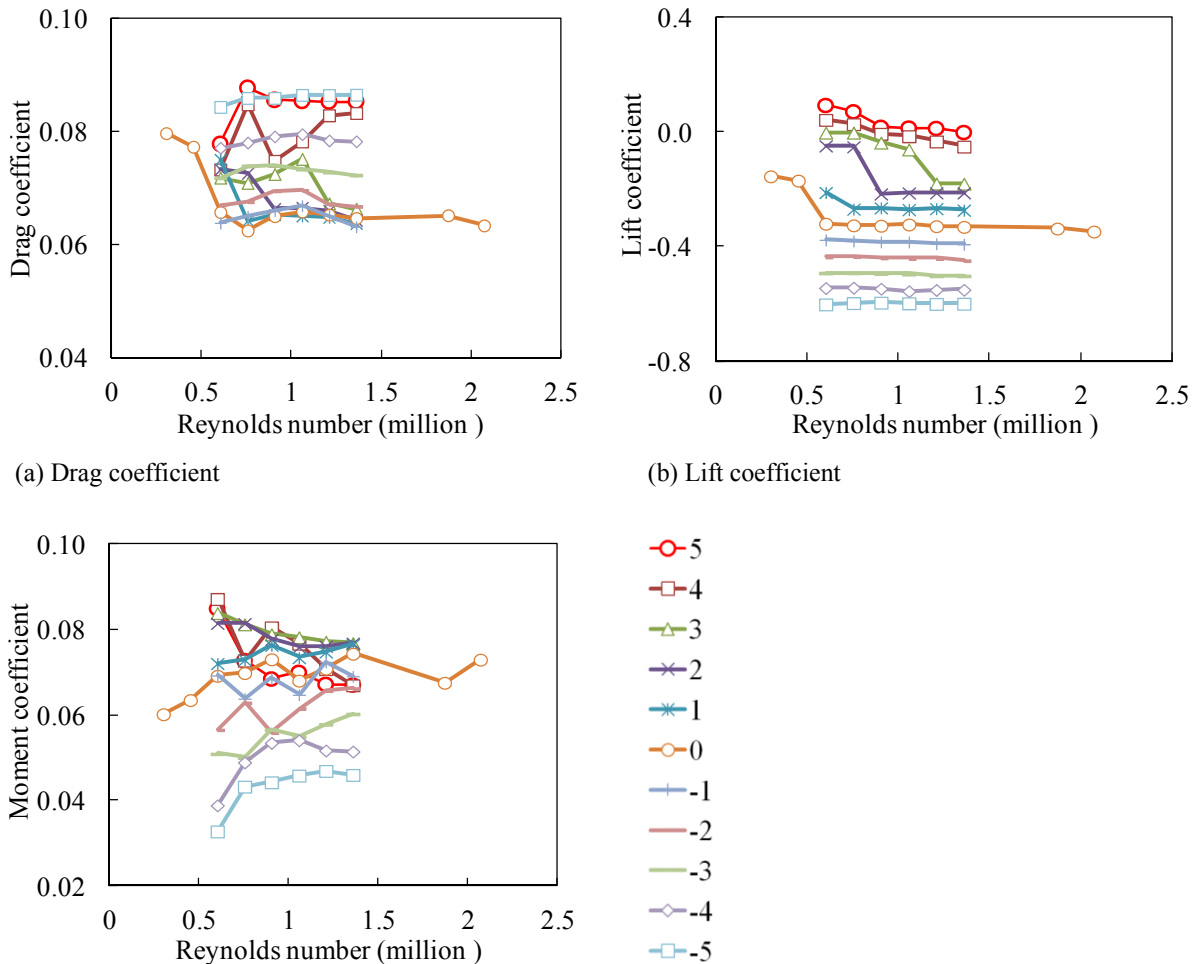 0.10
0.08
0.06
0.04
Drag coefficient
0 0.5 1 1.5 2 2.5
Reynolds number (million )
(a) Drag coefficient
0.4
0.0
-0.4
-0.8
Lift coefficient
0 0.5 1 1.5 2 2.5
Reynolds number (million )
(b) Lift coefficient
0.10
0.08
0.06
0.04
0.02
Moment coefficient
0 0.5 1 1.5 2 2.5
Reynolds number (million )
5
4
3
2
1
0
-1
-2
-3
-4
-5